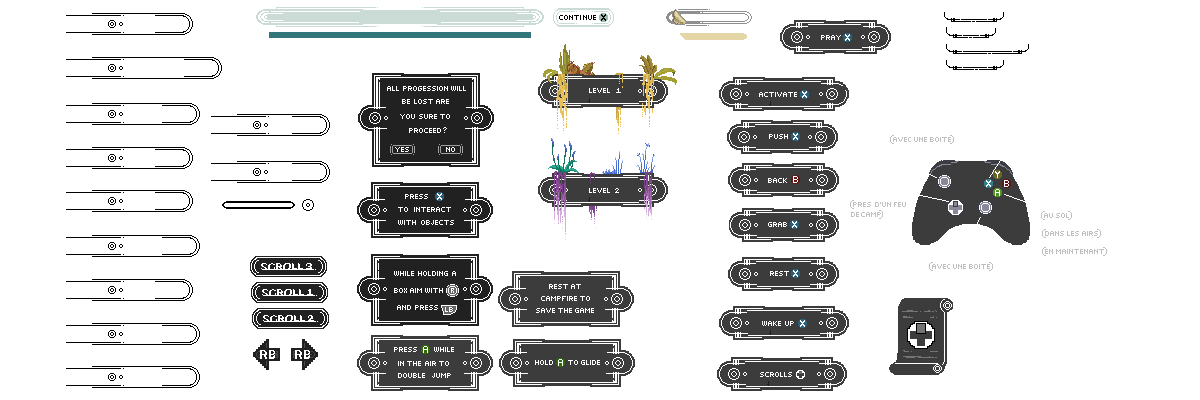 CONTINUE X
PRAY X
ALL PROGESSION WILL
BE LOST ARE
YOU SURE TO
PROCEED?
YES NO
LEVEL 1
ACTIVATE X
PUSH X
(AVEC UNE BOITE)
PRESS X
TO INTERACT
WITH OBJECTS
LEVEL 2
BACK B
GRAB X
Y
X B
A
(PRES D'UN FEU
DE CAMP)
(AU SOL)
(DANS LES AIRS)
(EN MAINTENANT)
(AVEC UNE BOITE)
SCROLL 3
SCROLL 1
SCROLL 2
RB RB
WHILE HOLDING A
BOX AIM WITH R
AND PRESS LB
REST AT
CAMPFIRE TO
SAVE THE GAME
REST X
WAKE UP X
PRESS A WHILE
IN THE AIR TO
DOUBLE JUMP
HOLD A TO GLIDE
SCROLLS